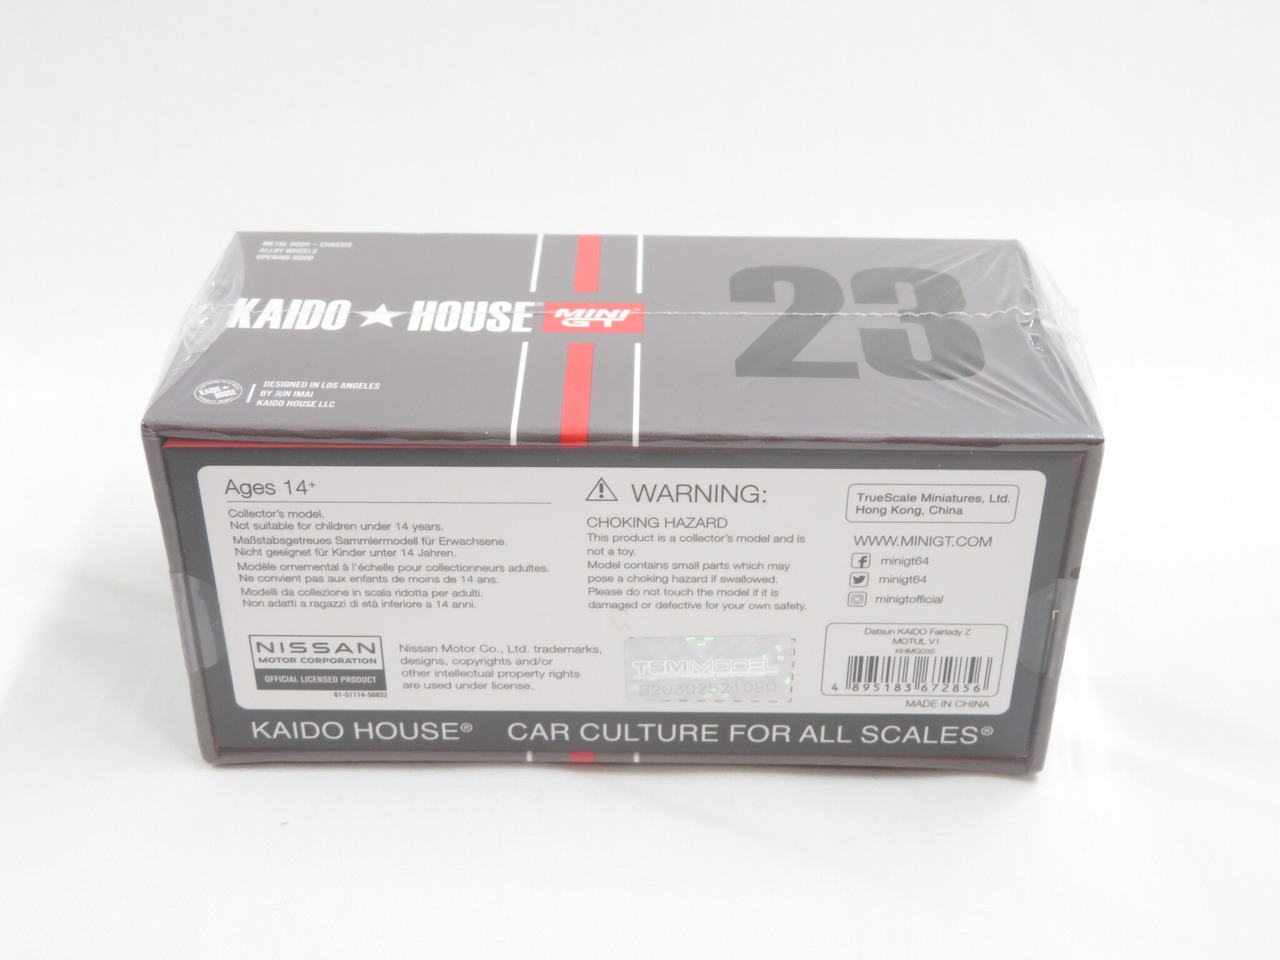 METAL BODY + CHASSIS
ALLOY WHEELS
OPENING HOOD
KAIDO★HOUSE®
MINI GT
23
KAIDO★HOUSE
DESIGNED IN LOS ANGELES
BY JUN IMAI
KAIDO HOUSE LLC
Ages 14+
Collector's model.
Not suitable for children under 14 years.
Maßstabsgetreues Sammlermodell für Erwachsene.
Nicht geeignet für Kinder unter 14 Jahren.
Modèle ornemental à l'échelle pour collectionneurs adultes.
Ne convient pas aux enfants de moins de 14 ans.
Modelli da collezione in scala ridotta per adulti.
Non adatti a ragazzi di età inferiore a 14 anni.
WARNING:
CHOKING HAZARD
This product is a collector's model and is
not a toy.
Model contains small parts which may
pose a choking hazard if swallowed.
Please do not touch the model if it is
damaged or defective for your own safety.
TrueScale Miniatures, Ltd.
Hong Kong, China
WWW.MINIGT.COM
minigt64
minigt64
minigtofficial
NISSAN
MOTOR CORPORATION
OFFICIAL LICENSED PRODUCT
Nissan Motor Co., Ltd. trademarks,
designs, copyrights and/or
other intellectual property rights
are used under license.
TSMMODEL
B20302521090
Datsun KAIDO Fairlady Z
MOTUL V1
KHMG035
4 895183 672856
MADE IN CHINA
KAIDO HOUSE® CAR CULTURE FOR ALL SCALES®